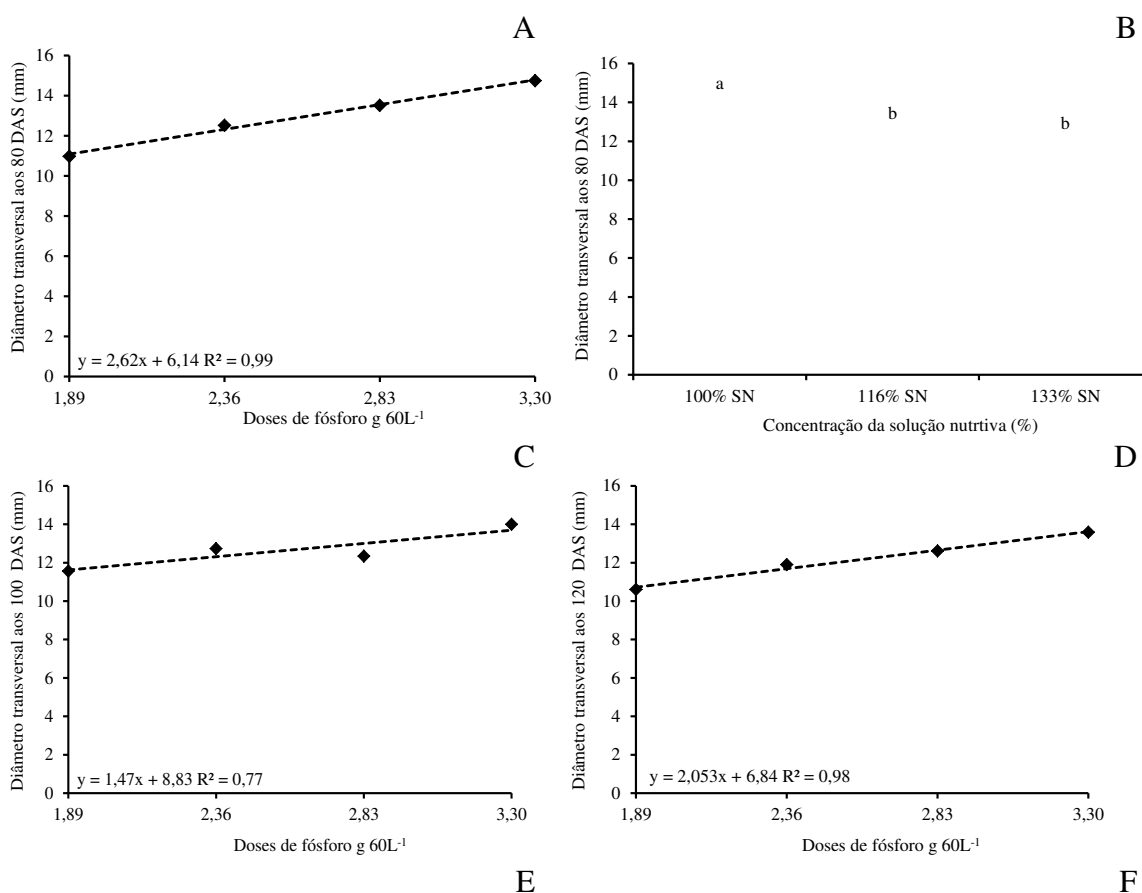 A
Diâmetro transversal aos 80 DAS (mm)
16
14
12
10
8
6
4
2
0
y = 2,62x + 6,14 R² = 0,99
1,89
2,36
2,83
3,30
Doses de fósforo g 60L⁻¹
B
Diâmetro transversal aos 80 DAS (mm)
16
14
12
10
8
6
4
2
0
a
b
b
100% SN
116% SN
133% SN
Concentração da solução nutrtiva (%)
C
Diâmetro transversal aos 100 DAS (mm)
16
14
12
10
8
6
4
2
0
y = 1,47x + 8,83 R² = 0,77
1,89
2,36
2,83
3,30
Doses de fósforo g 60L⁻¹
D
Diâmetro transversal aos 120 DAS (mm)
16
14
12
10
8
6
4
2
0
y = 2,053x + 6,84 R² = 0,98
1,89
2,36
2,83
3,30
Doses de fósforo g 60L⁻¹
E
F